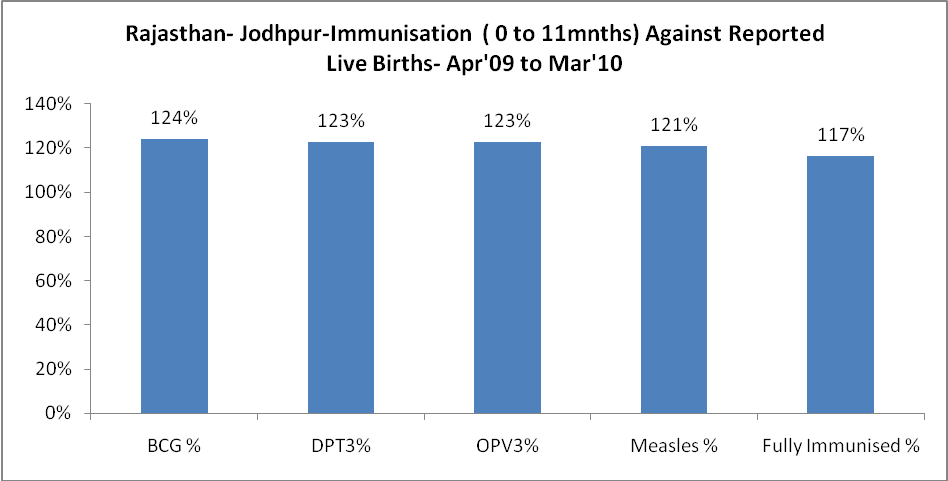 Rajasthan- Jodhpur-Immunisation ( 0 to 11mnths) Against Reported
Live Births- Apr'09 to Mar'10
140%
120%
100%
80%
60%
40%
20%
0%
124%
123%
123%
121%
117%
BCG %
DPT3%
OPV3%
Measles %
Fully Immunised %